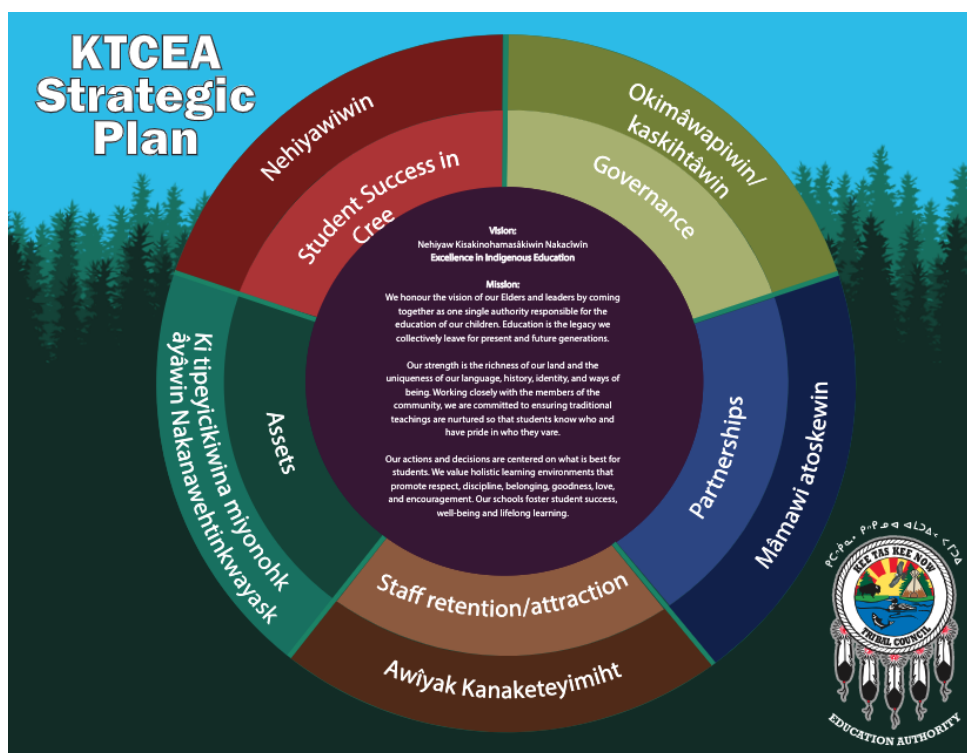 KTCEA
Strategic
Plan
Nehiyawiwin
Student Success in
Cree
Okimâwapiwin/
kaskihtâwin
Governance
Vision:
Nehiyaw Kisakinohamasâkiwin Nakacîwin
Excellence in Indigenous Education
Mission:
We honour the vision of our Elders and leaders by coming
together as one single authority responsible for the
education of our children. Education is the legacy we
collectively leave for present and future generations.
Our strength is the richness of our land and the
uniqueness of our language, history, identity, and ways of
being. Working closely with the members of the
community, we are committed to ensuring traditional
teachings are nurtured so that students know who and
have pride in who they vare.
Our actions and decisions are centered on what is best for
students. We value holistic learning environments that
promote respect, discipline, belonging, goodness, love,
and encouragement. Our schools foster student success,
well-being and lifelong learning.
Ki tipeyicikiwina miyonohk
âyâwin Nakanawehtinkwayask
Assets
Partnerships
Mâmawi atoskewin
Staff retention/attraction
Awîyak Kanaketeyimiht
KEE TAS KEE NOW
TRIBAL COUNCIL
EDUCATION AUTHORITY